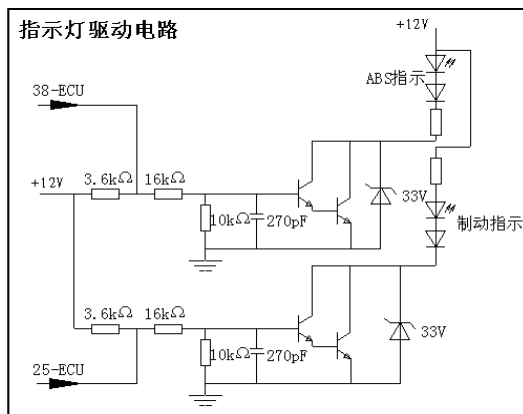 指示灯驱动电路
+12V
ABS指示
38-ECU
3.6kΩ 16kΩ
+12V
10kΩ 270pF
33V
制动指示
3.6kΩ 16kΩ
10kΩ 270pF
33V
25-ECU